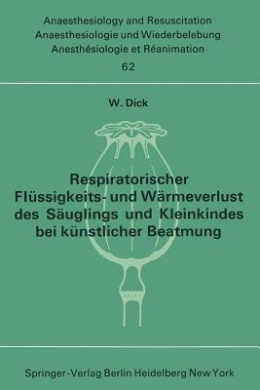 Anaesthesiology and Resuscitation
Anaesthesiologie und Wiederbelebung
Anesthésiologie et Réanimation
62
W. Dick
Respiratorischer
Flüssigkeits- und Wärmeverlust
des Säuglings und Kleinkindes
bei künstlicher Beatmung
Springer-Verlag Berlin Heidelberg New York